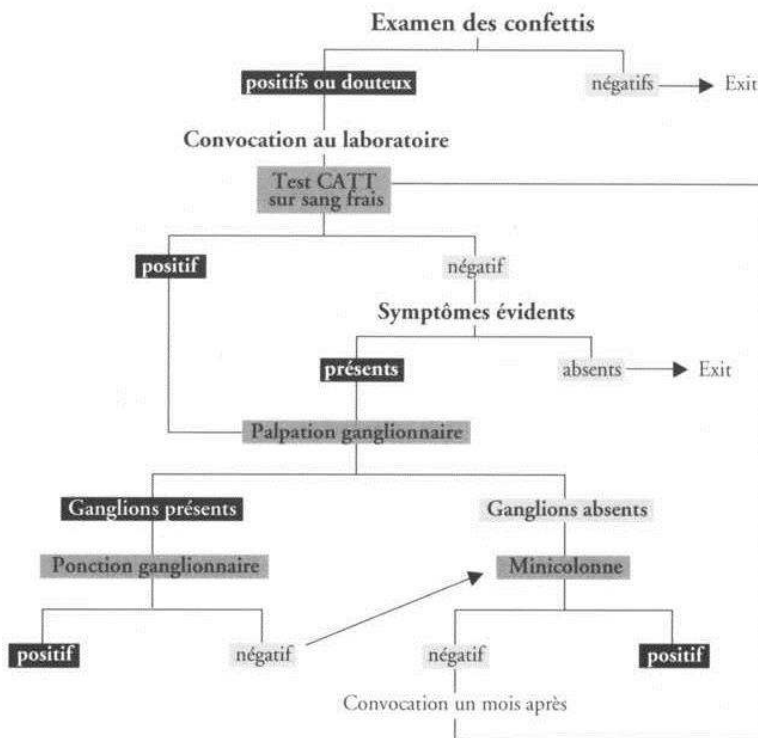 Examen des confettis
positifs ou douteux
négatifs
Exit
Convocation au laboratoire
Test CATT
sur sang frais
positif
négatif
Symptômes évidents
présents
absents
Exit
Palpation ganglionnaire
Ganglions présents
Ganglions absents
Ponction ganglionnaire
Minicolonne
positif
négatif
négatif
positif
Convocation un mois après